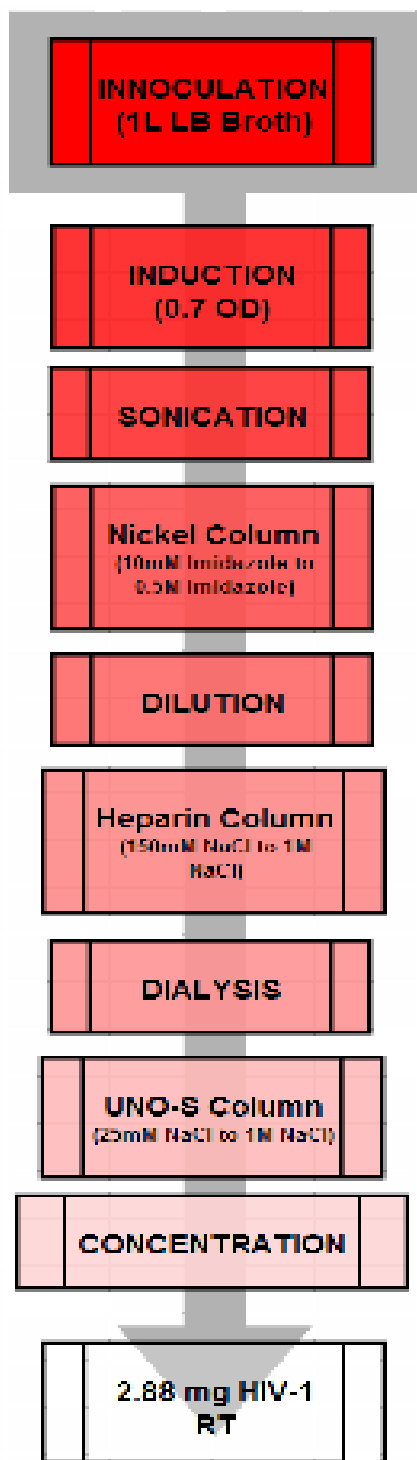 INNOCULATION
(1L LB Broth)
INDUCTION
(0.7 OD)
SONICATION
Nickel Column
(10mM Imidazole to
0.5M Imidazole)
DILUTION
Heparin Column
(150mM NaCl to 1M
NaCl)
DIALYSIS
UNO-S Column
(25mM NaCl to 1M NaCl)
CONCENTRATION
2.88 mg HIV-1
RT